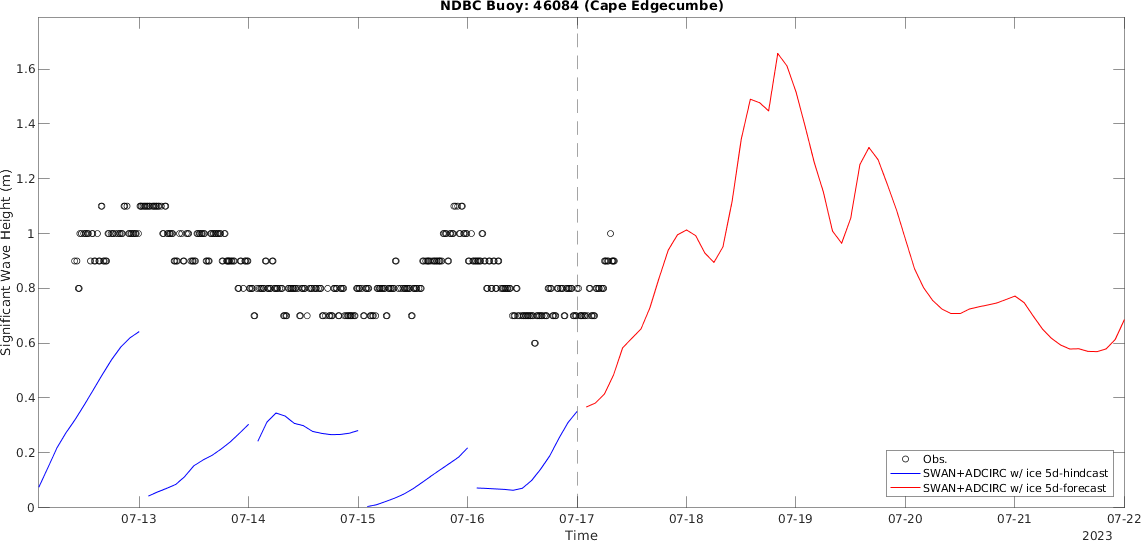 NDBC Buoy: 46084 (Cape Edgecumbe)
Significant Wave Height (m)
1.6
1.4
1.2
1
0.8
0.6
0.4
0.2
0
Obs.
SWAN+ADCIRC w/ ice 5d-hindcast
SWAN+ADCIRC w/ ice 5d-forecast
07-13 07-14 07-15 07-16 07-17 07-18 07-19 07-20 07-21 07-22
Time
2023